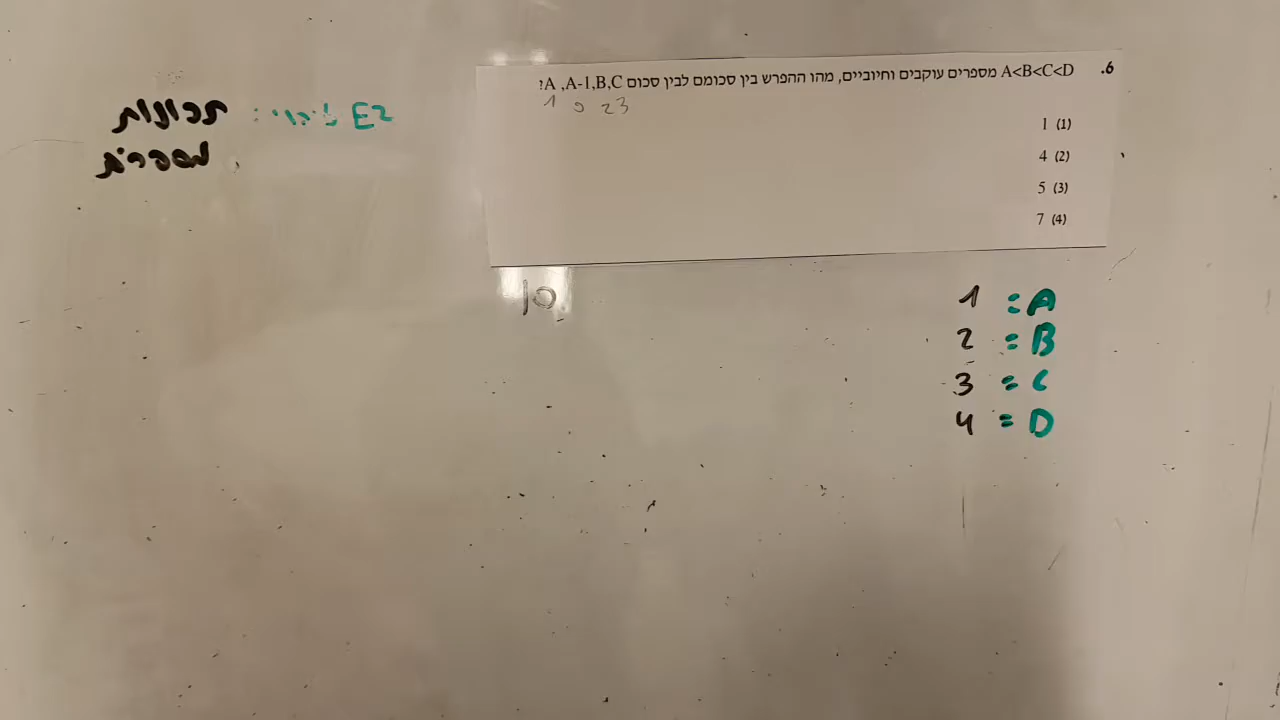 .6 A<B<C<D מספרים עוקבים וחיוביים, מהו ההפרש בין סכומם לבין סכום A ,A-1,B,C?
1 0 2 3
(1) 1
(2) 4
(3) 5
(4) 7
E2
תכונות
מספרים
10
A = 1
B = 2
C = 3
D = 4